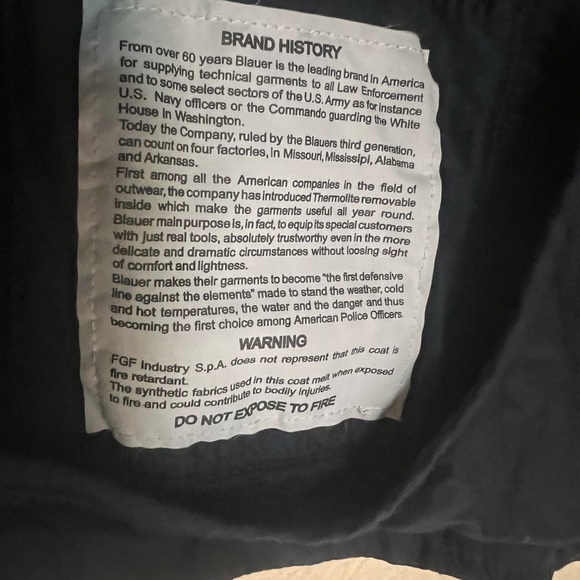 BRAND HISTORY
From over 60 years Blauer is the leading brand in America
for supplying technical garments to all Law Enforcement
and to some select sectors of the U.S. Army as for instance
U.S. Navy officers or the Commando guarding the White
House in Washington.
Today the Company, ruled by the Blauers third generation,
can count on four factories, in Missouri, Mississipi, Alabama
and Arkansas.
First among all the American companies in the field of
outwear, the company has introduced Thermolite removable
inside which make the garments useful all year round.
Blauer main purpose is, in fact, to equip its special customers
with just real tools, absolutely trustworthy even in the more
delicate and dramatic circumstances without loosing sight
of comfort and lightness.
Blauer makes their garments to become "the first defensive
line against the elements" made to stand the weather, cold
and hot temperatures, the water and the danger and thus
becoming the first choice among American Police Officers.
WARNING
FGF Industry S.p.A. does not represent that this coat is
fire retardant.
The synthetic fabrics used in this coat melt when exposed
to fire and could contribute to bodily injuries.
DO NOT EXPOSE TO FIRE